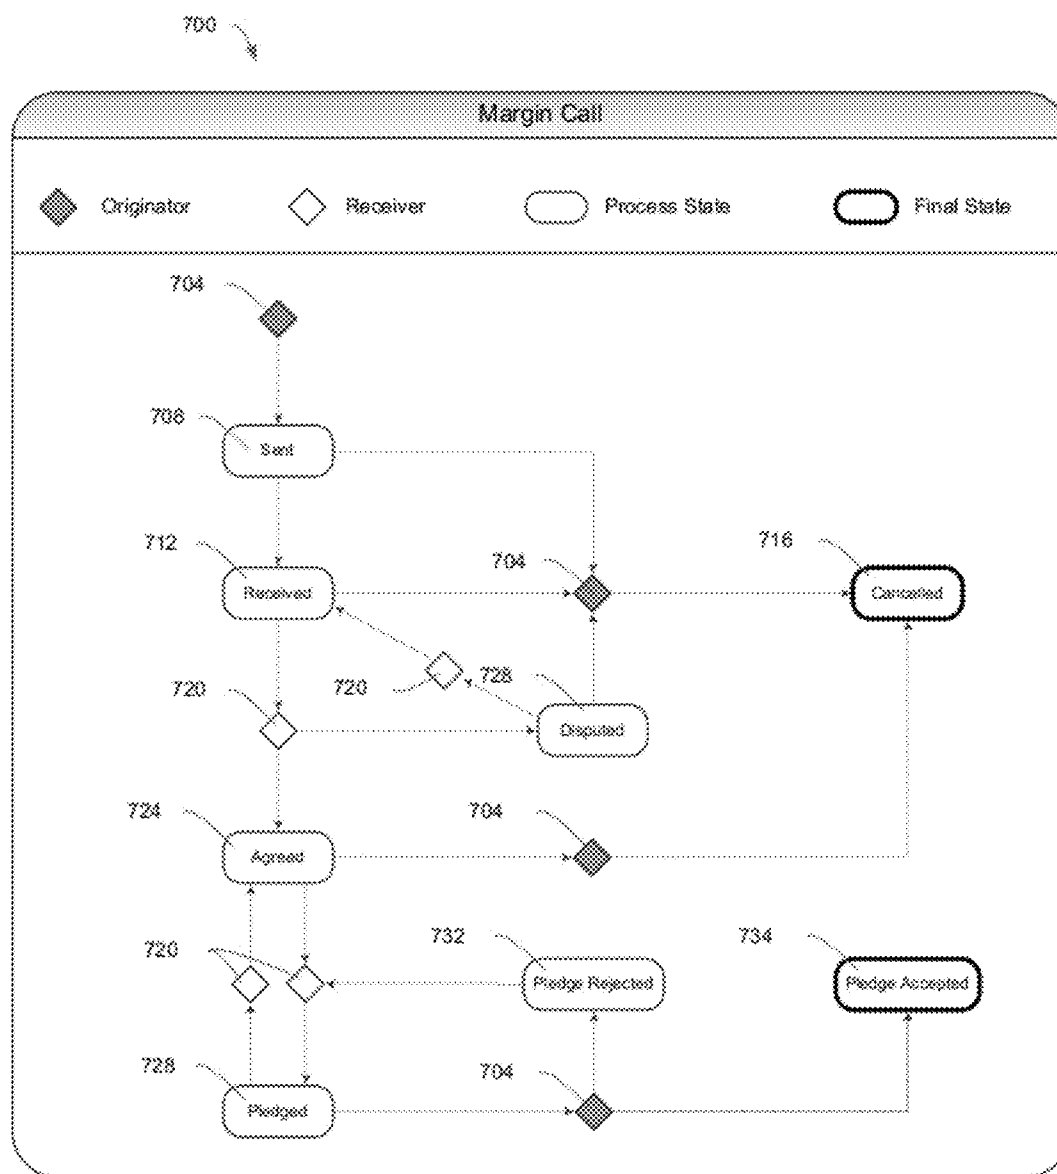 700
Margin Call
Originator
Receiver
Process State
Final State
704
708
Sent
712
Received
704
716
Cancelled
720
720
728
Disputed
724
Agreed
704
720
732
Pledge Rejected
734
Pledge Accepted
728
Pledged
704